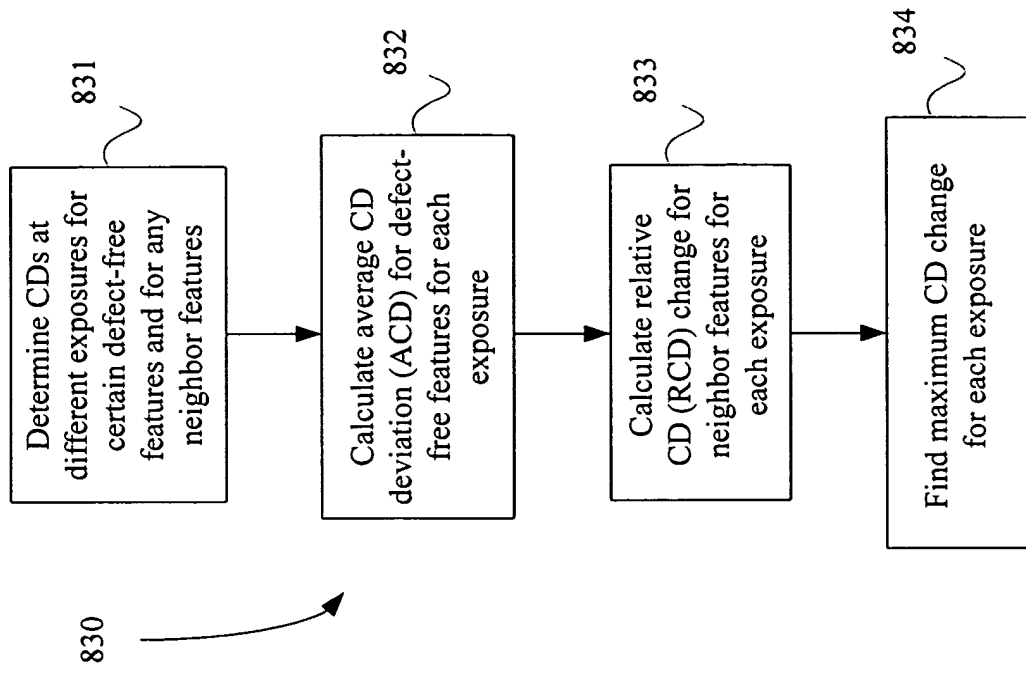 830
831
Determine CDs at
different exposures for
certain defect-free
features and for any
neighbor features
832
Calculate average CD
deviation (ACD) for defect-
free features for each
exposure
833
Calculate relative
CD (RCD) change for
neighbor features for
each exposure
834
Find maximum CD change
for each exposure